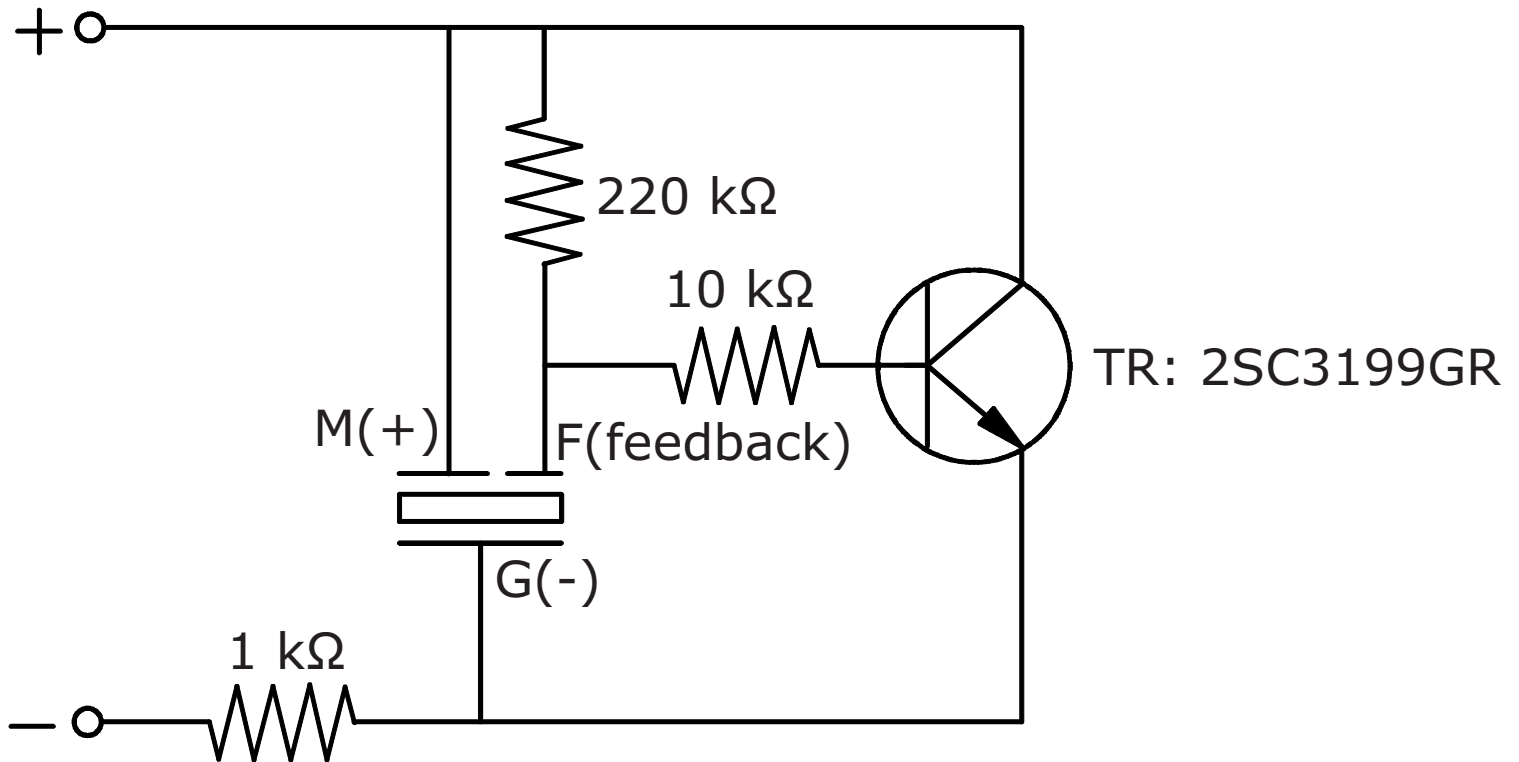 +
220 kΩ
10 kΩ
TR: 2SC3199GR
M(+)
F(feedback)
G(-)
1 kΩ
−